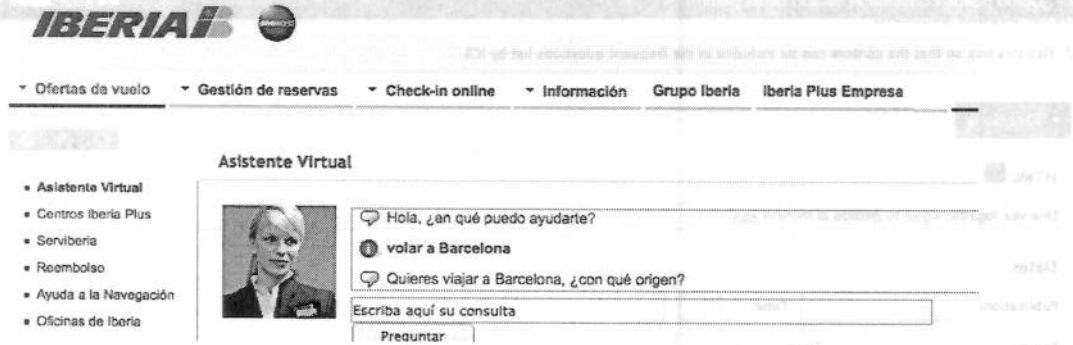 IBERIA
Ofertas de vuelo Gestión de reservas Check-in online Información Grupo Iberia Iberia Plus Empresa
Asistente Virtual
Asistente Virtual
Centros Iberia Plus
Serviberia
Reembolso
Ayuda a la Navegación
Oficinas de Iberia
Hola, ¿en qué puedo ayudarte?
volar a Barcelona
Quieres viajar a Barcelona, ¿con qué origen?
Escriba aquí su consulta
Preguntar